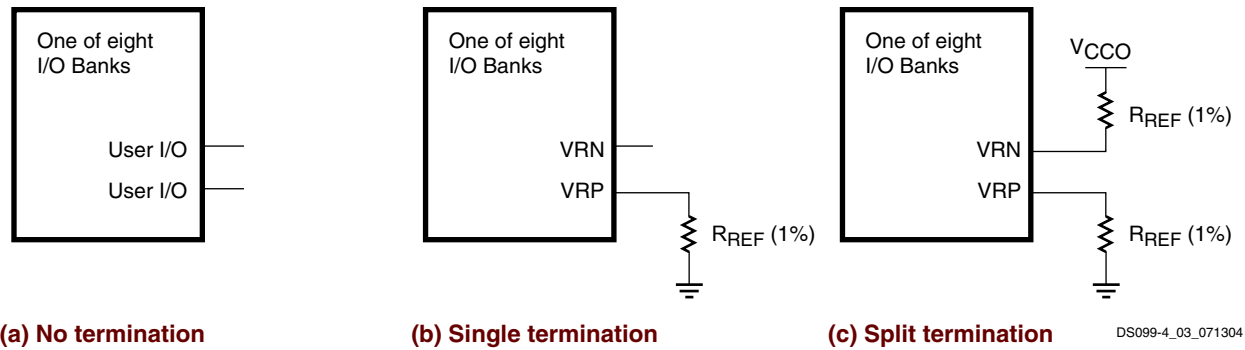 One of eight
I/O Banks
User I/O
User I/O
(a) No termination
One of eight
I/O Banks
VRN
VRP
RREF (1%)
(b) Single termination
One of eight
I/O Banks
VCCO
RREF (1%)
VRN
VRP
RREF (1%)
(c) Split termination
DS099-4_03_071304